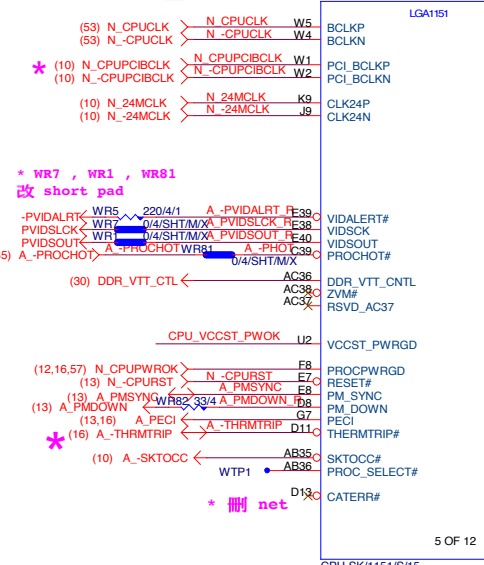 LGA1151
(53) N_CPUCLK N_CPUCLK W5 BCLKP
(53) N_-CPUCLK N_-CPUCLK W4 BCLKN
* (10) N_CPUPCIBCLK N_CPUPCIBCLK W1 PCI_BCLKP
(10) N_-CPUPCIBCLK N_-CPUPCIBCLK W2 PCI_BCLKN
(10) N_24MCLK N_24MCLK K9 CLK24P
(10) N_-24MCLK N_-24MCLK J9 CLK24N
* WR7 , WR1 , WR81
改 short pad
-PVIDALRT WR5 220/4/1 A_-PVIDALRT_R E39 VIDALERT#
PVIDSLCK WR7 0/4/SHT/M/X A_PVIDSLCK_R E38 VIDSCK
PVIDSOUT WR1 0/4/SHT/M/X A_PVIDSOUT_R E40 VIDSOUT
5) A_-PROCHOT A_-PROCHOT WR81 A_-PHOT C39 PROCHOT#
0/4/SHT/M/X
(30) DDR_VTT_CTL AC36 DDR_VTT_CNTL
AC38 ZVM#
AC37 RSVD_AC37
CPU_VCCST_PWOK U2 VCCST_PWRGD
(12,16,57) N_CPUPWROK F8 PROCPWRGD
(13) N_-CPURST N_-CPURST E7 RESET#
(13) A_PMSYNC A_PMSYNC E8 PM_SYNC
(13) A_PMDOWN WR82 33/4 A_PMDOWN_R D8 PM_DOWN
(13,16) A_PECI G7 PECI
* (16) A_-THRMTRIP A_-THRMTRIP D11 THERMTRIP#
(10) A_-SKTOCC AB35 SKTOCC#
WTP1 AB36 PROC_SELECT#
* 刪 net D13 CATERR#
5 OF 12